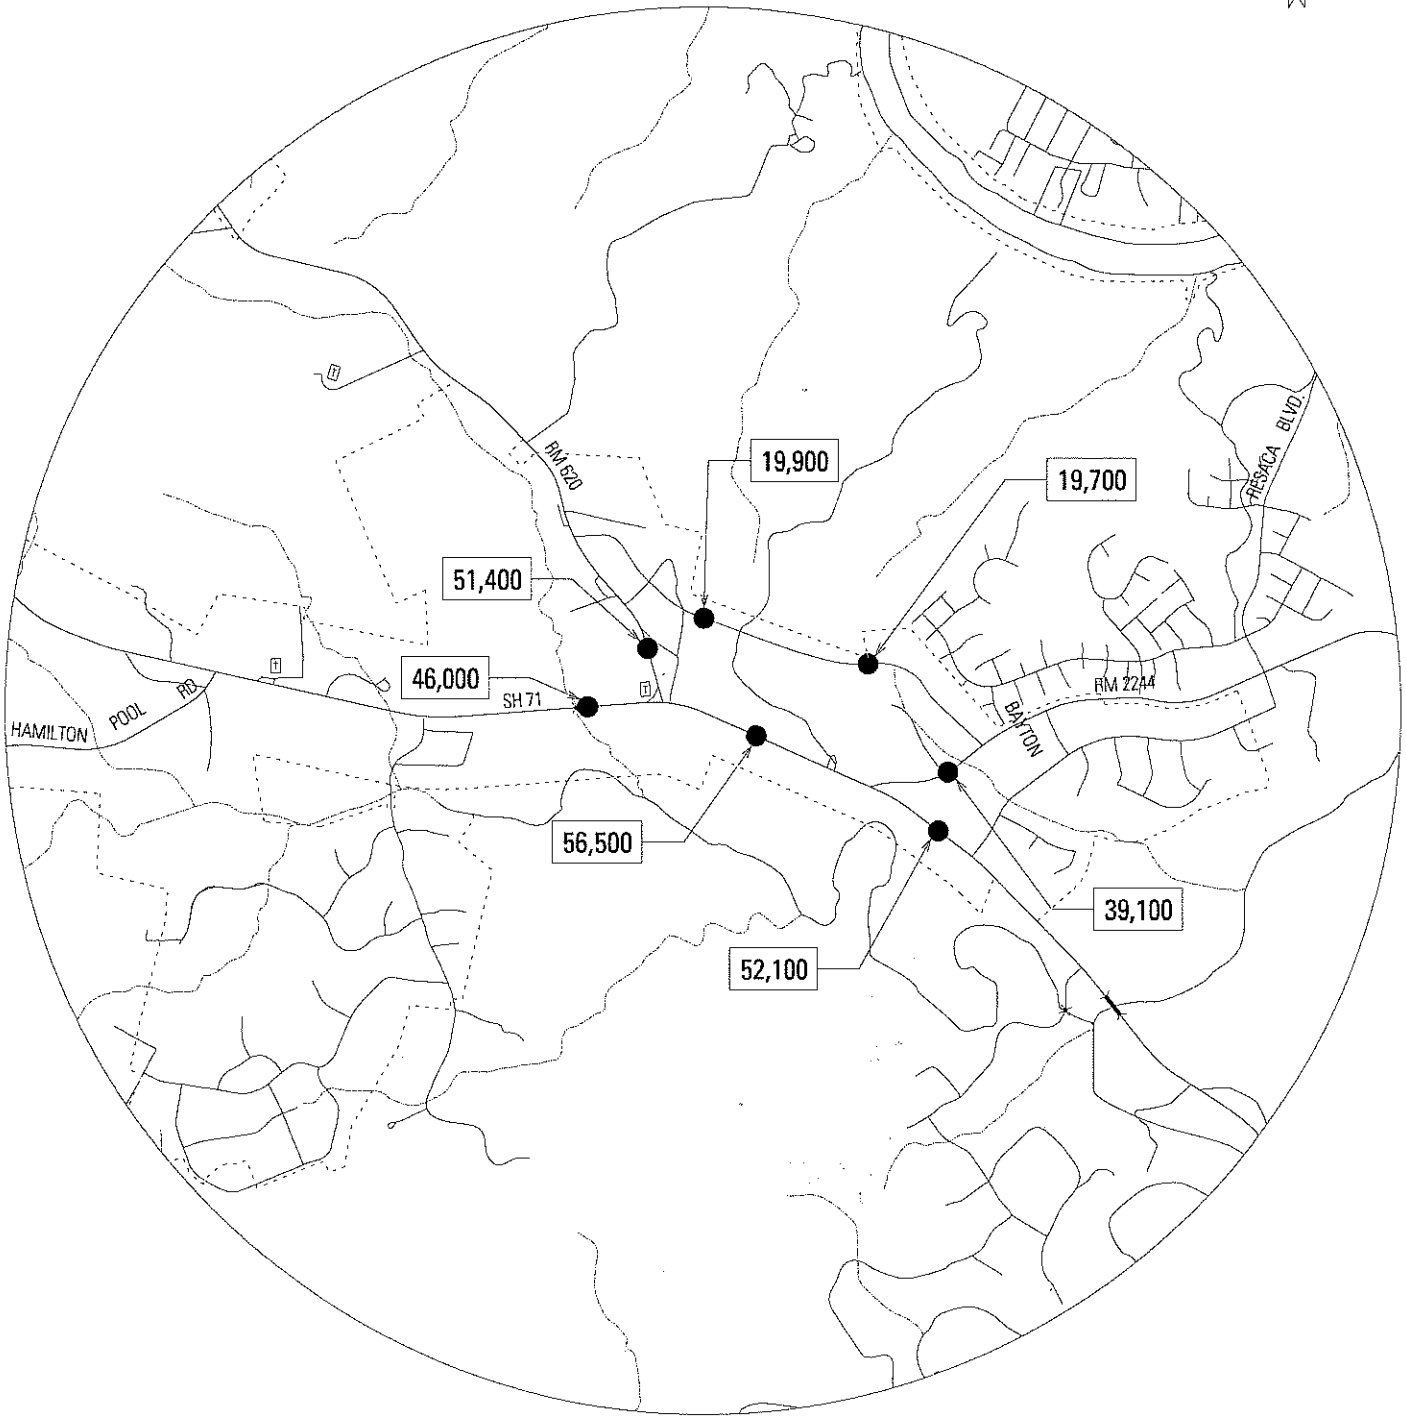 RESACA BLVD.
RM 620
19,900
19,700
51,400
46,000
SH 71
RM 2244
HAMILTON POOL RD
BAYTON
56,500
39,100
52,100